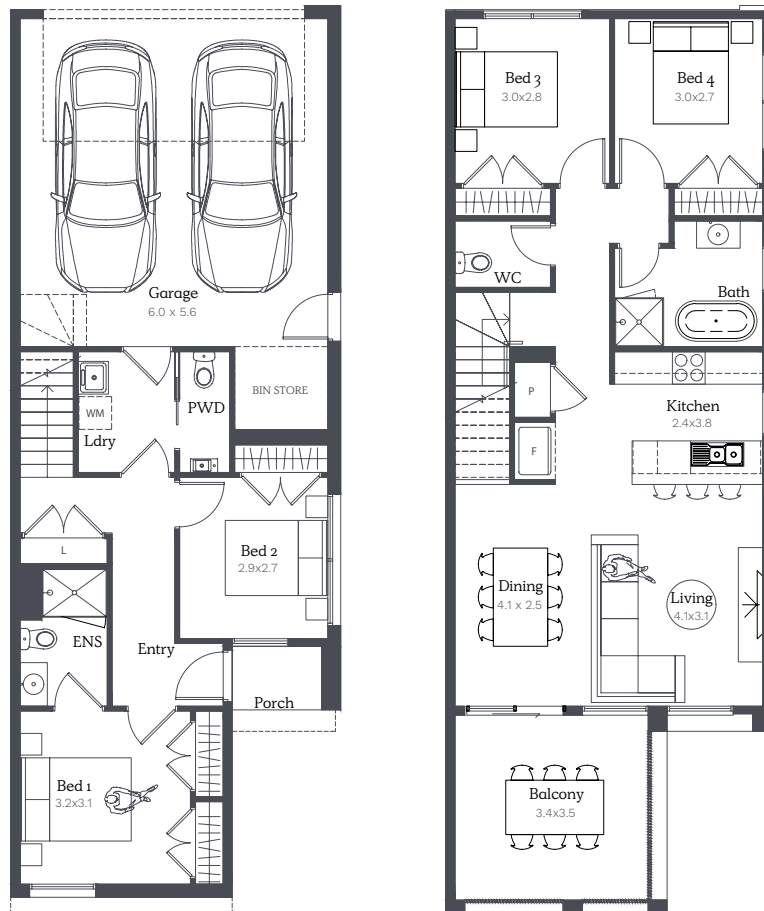 Garage
6.0 x 5.6
BIN STORE
PWD
WM
Ldry
L
Bed 2
2.9x2.7
ENS
Entry
Porch
Bed 1
3.2x3.1
Bed 3
3.0x2.8
Bed 4
3.0x2.7
WC
Bath
P
Kitchen
2.4x3.8
F
Dining
4.1 x 2.5
Living
4.1x3.1
Balcony
3.4x3.5